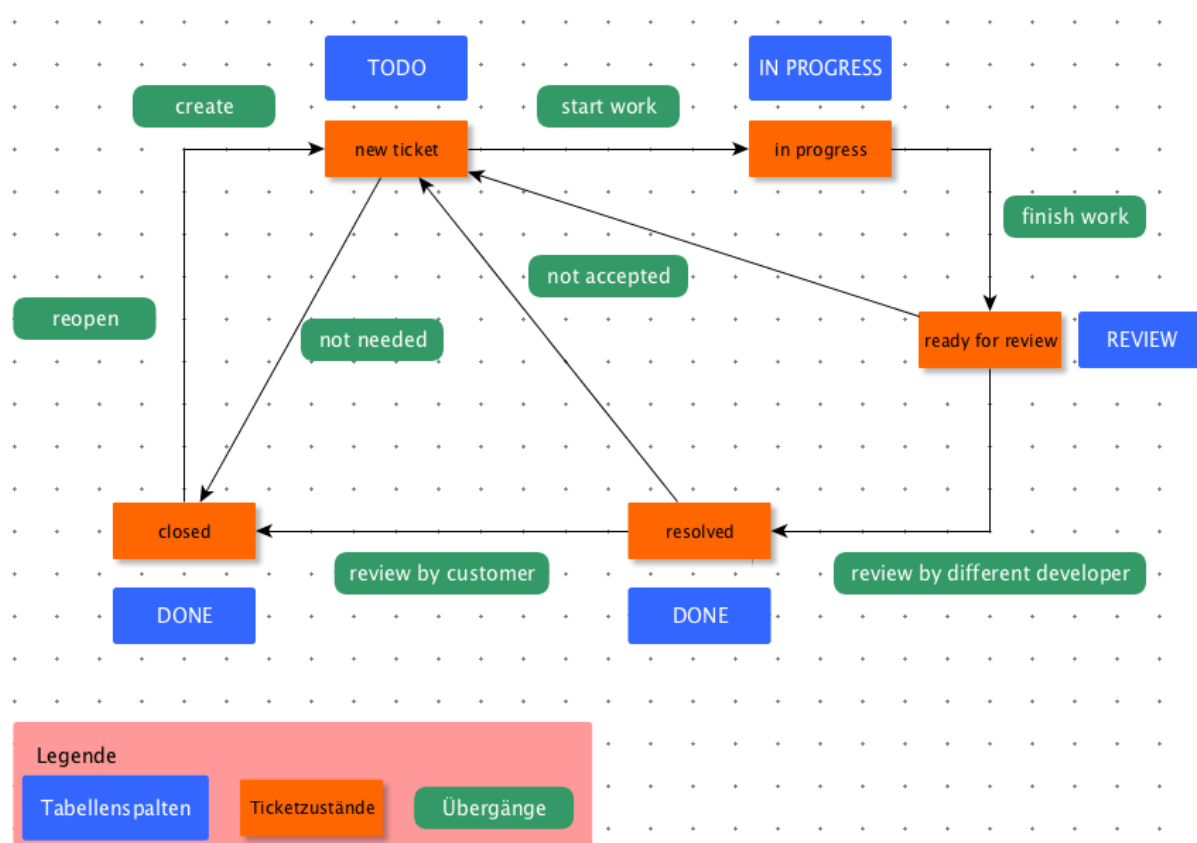 TODO
IN PROGRESS
create
start work
new ticket
in progress
finish work
not accepted
reopen
not needed
ready for review
REVIEW
closed
resolved
review by customer
review by different developer
DONE
DONE
Legende
Tabellenspalten
Ticketzustände
Übergänge